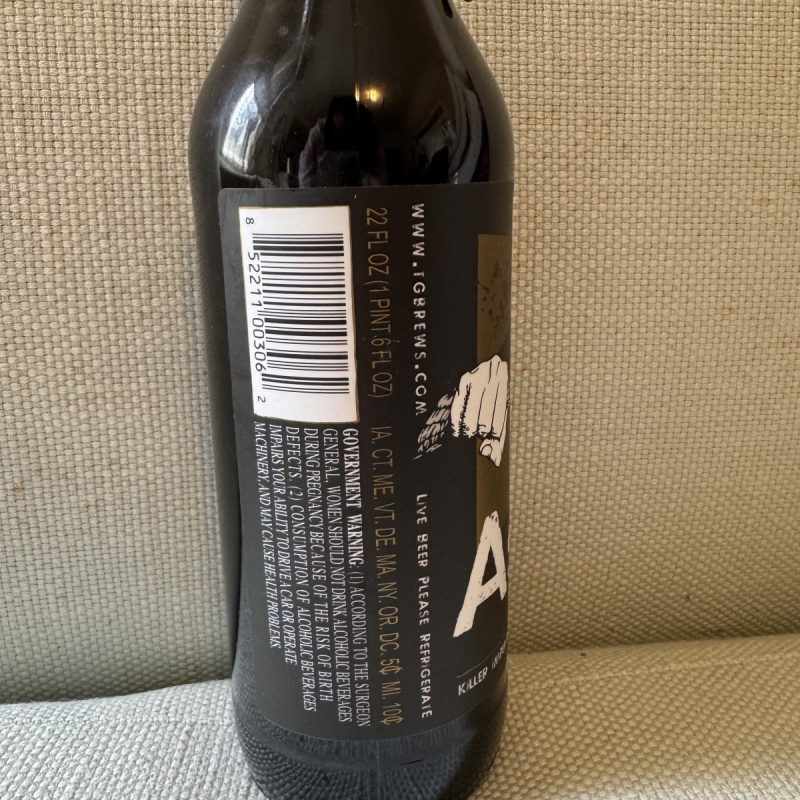 WWW.TGBREWS.COM LIVE BEER PLEASE REFRIGERATE
22 FL OZ (1 PINT.6 FL OZ) IA. CT. ME. VT. DE. MA. NY. OR. DC. 5¢ MI. 10¢
8 52211 00306 2
GOVERNMENT WARNING: (1) ACCORDING TO THE SURGEON
GENERAL, WOMEN SHOULD NOT DRINK ALCOHOLIC BEVERAGES
DURING PREGNANCY BECAUSE OF THE RISK OF BIRTH
DEFECTS. (2) CONSUMPTION OF ALCOHOLIC BEVERAGES
IMPAIRS YOUR ABILITY TO DRIVE A CAR OR OPERATE
MACHINERY, AND MAY CAUSE HEALTH PROBLEMS.
A
KILLER